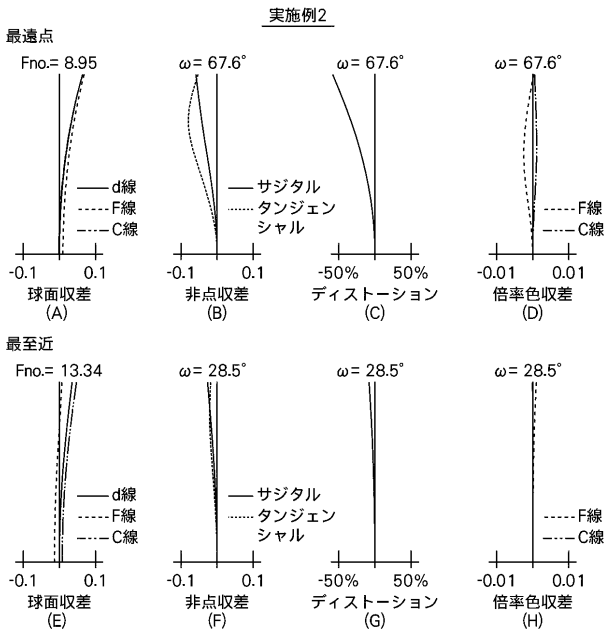 実施例2
最遠点
Fno.= 8.95
ω= 67.6°
ω= 67.6°
ω= 67.6°
d線
F線
C線
サジタル
タンジェン
シャル
F線
C線
-0.1 0.1
-0.1 0.1
-50% 50%
-0.01 0.01
球面収差
非点収差
ディストーション
倍率色収差
(A)
(B)
(C)
(D)
最至近
Fno.= 13.34
ω= 28.5°
ω= 28.5°
ω= 28.5°
d線
F線
C線
サジタル
タンジェン
シャル
F線
C線
-0.1 0.1
-0.1 0.1
-50% 50%
-0.01 0.01
球面収差
非点収差
ディストーション
倍率色収差
(E)
(F)
(G)
(H)